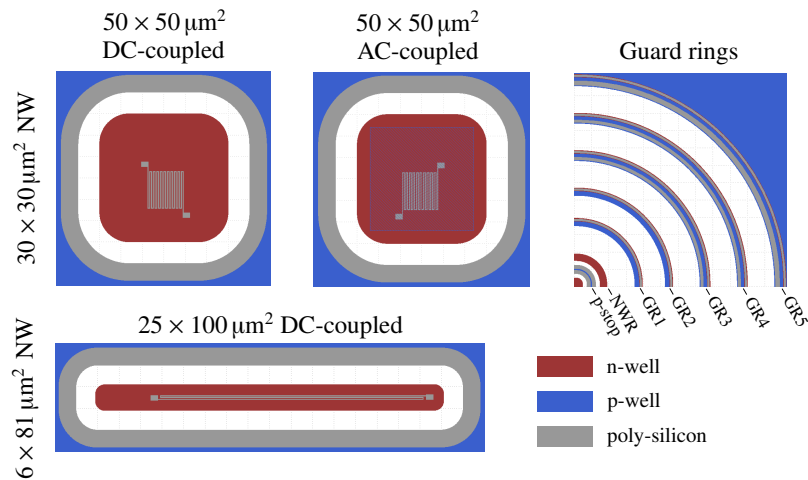 50 × 50 μm²
DC-coupled
50 × 50 μm²
AC-coupled
Guard rings
30 × 30 μm² NW
p-stop
NWR
GR1
GR2
GR3
GR4
GR5
25 × 100 μm² DC-coupled
6 × 81 μm² NW
n-well
p-well
poly-silicon